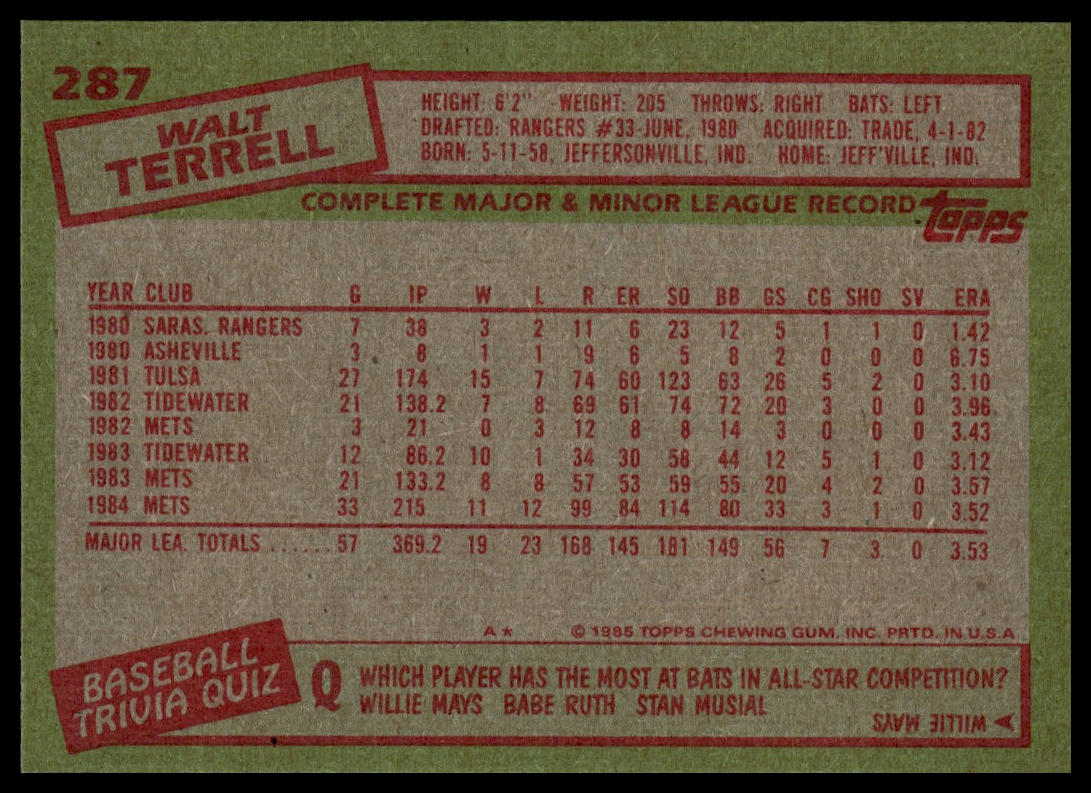 287
WALT
TERRELL
HEIGHT: 6'2" WEIGHT: 205 THROWS: RIGHT BATS: LEFT
DRAFTED: RANGERS #33-JUNE, 1980 ACQUIRED: TRADE, 4-1-82
BORN: 5-11-58, JEFFERSONVILLE, IND. HOME: JEFF'VILLE, IND.
COMPLETE MAJOR & MINOR LEAGUE RECORD
topps
YEAR CLUB G IP W L R ER SO BB GS CG SHO SV ERA
1980 SARAS. RANGERS 7 38 3 2 11 6 23 12 5 1 1 0 1.42
1980 ASHEVILLE 3 8 1 1 9 6 5 8 2 0 0 0 6.75
1981 TULSA 27 174 15 7 74 60 123 63 26 5 2 0 3.10
1982 TIDEWATER 21 138.2 7 8 69 61 74 72 20 3 0 0 3.96
1982 METS 3 21 0 3 12 8 8 14 3 0 0 0 3.43
1983 TIDEWATER 12 86.2 10 1 34 30 58 44 12 5 1 0 3.12
1983 METS 21 133.2 8 8 57 53 59 55 20 4 2 0 3.57
1984 METS 33 215 11 12 99 84 114 80 33 3 1 0 3.52
MAJOR LEA. TOTALS ......57 369.2 19 23 168 145 181 149 56 7 3 0 3.53
A* © 1985 TOPPS CHEWING GUM, INC. PRTD. IN U.S.A
BASEBALL
TRIVIA QUIZ
Q WHICH PLAYER HAS THE MOST AT BATS IN ALL-STAR COMPETITION?
WILLIE MAYS BABE RUTH STAN MUSIAL
A WILLIE MAYS